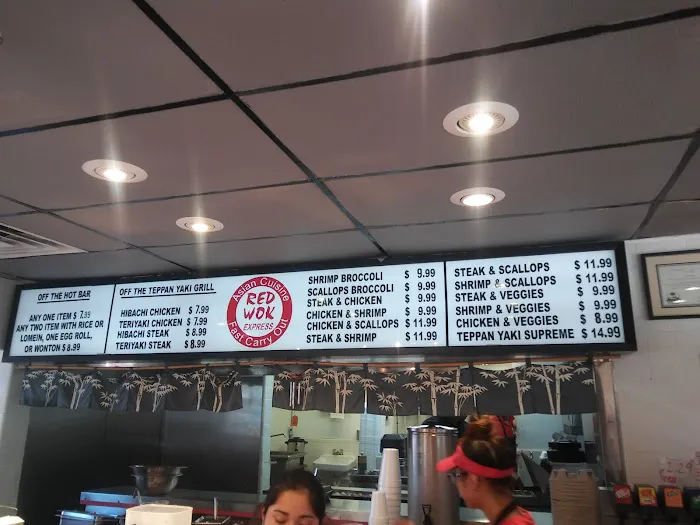 OFF THE HOT BAR
ANY ONE ITEM $ 7.99
ANY TWO ITEM WITH RICE OR
LOMEIN, ONE EGG ROLL,
OR WONTON $ 8.99
OFF THE TEPPAN YAKI GRILL
HIBACHI CHICKEN $ 7.99
TERIYAKI CHICKEN $ 7.99
HIBACHI STEAK $ 8.99
TERIYAKI STEAK $ 8.99
Asian Cuisine
RED
WOK
EXPRESS
Fast Carry Out
SHRIMP BROCCOLI $ 9.99
SCALLOPS BROCCOLI $ 9.99
STEAK & CHICKEN $ 9.99
CHICKEN & SHRIMP $ 9.99
CHICKEN & SCALLOPS $ 11.99
STEAK & SHRIMP $ 11.99
STEAK & SCALLOPS $ 11.99
SHRIMP & SCALLOPS $ 11.99
STEAK & VEGGIES $ 9.99
SHRIMP & VEGGIES $ 9.99
CHICKEN & VEGGIES $ 8.99
TEPPAN YAKI SUPREME $ 14.99